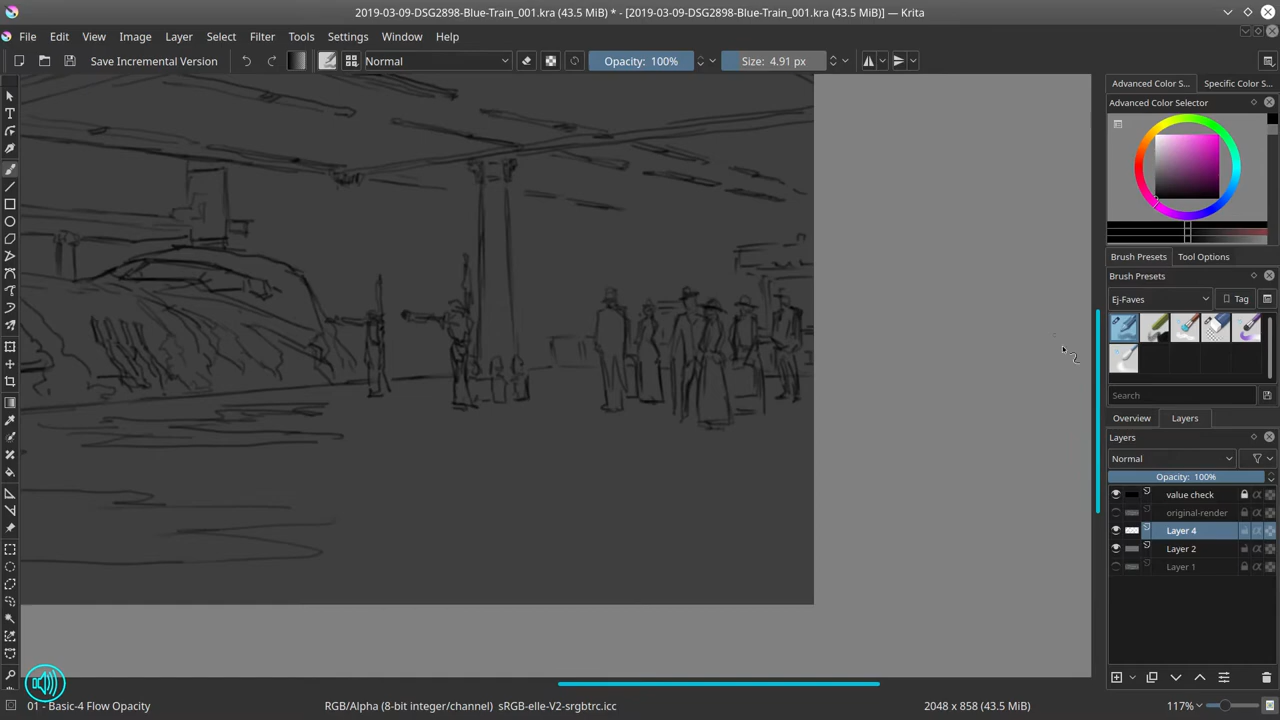 2019-03-09-DSG2898-Blue-Train_001.kra (43.5 MiB) * - [2019-03-09-DSG2898-Blue-Train_001.kra (43.5 MiB)] — Krita
File Edit View Image Layer Select Filter Tools Settings Window Help
Save Incremental Version Normal Opacity: 100% Size: 4.91 px
Advanced Color S... Specific Color S...
Advanced Color Selector
Brush Presets Tool Options
Brush Presets
Ej-Faves Tag
Search
Overview Layers
Layers
Normal
Opacity: 100%
value check
original-render
Layer 4
Layer 2
Layer 1
01 - Basic-4 Flow Opacity RGB/Alpha (8-bit integer/channel) sRGB-elle-V2-srgbtrc.icc 2048 x 858 (43.5 MiB) 117%